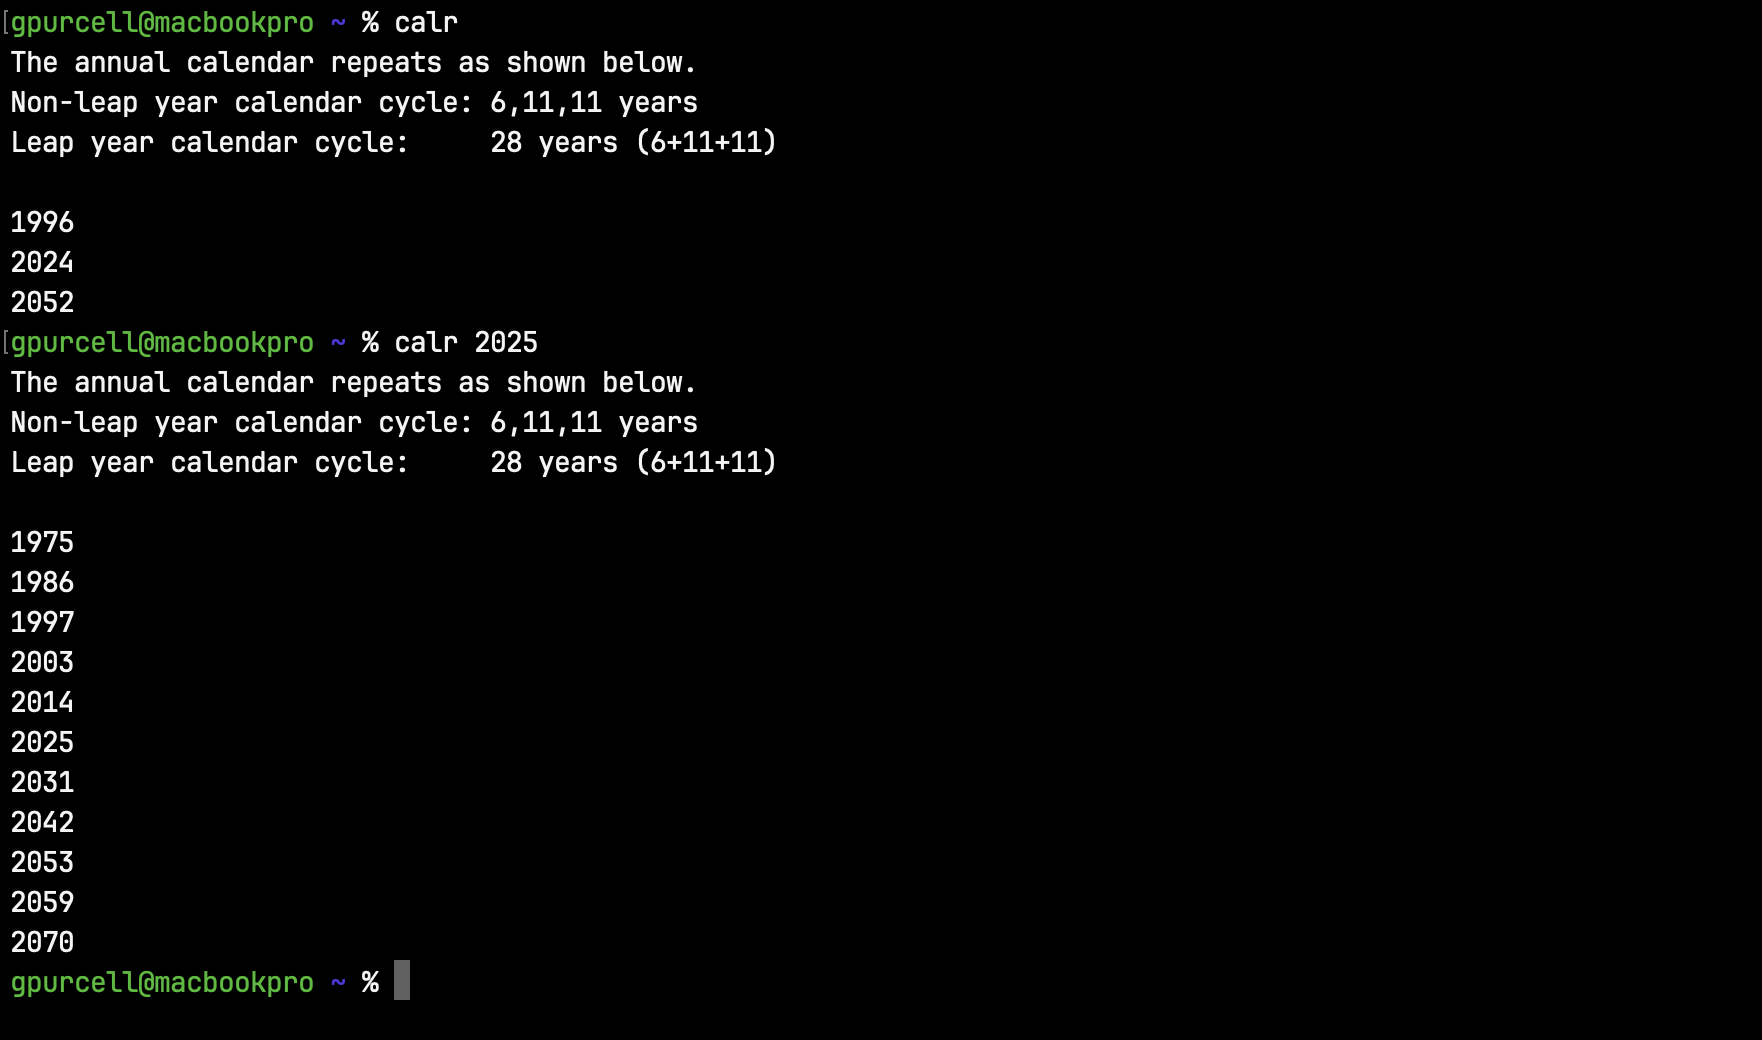 [gpurcell@macbookpro ~ % calr
The annual calendar repeats as shown below.
Non-leap year calendar cycle: 6,11,11 years
Leap year calendar cycle:     28 years (6+11+11)

1996
2024
2052
[gpurcell@macbookpro ~ % calr 2025
The annual calendar repeats as shown below.
Non-leap year calendar cycle: 6,11,11 years
Leap year calendar cycle:     28 years (6+11+11)

1975
1986
1997
2003
2014
2025
2031
2042
2053
2059
2070
gpurcell@macbookpro ~ %